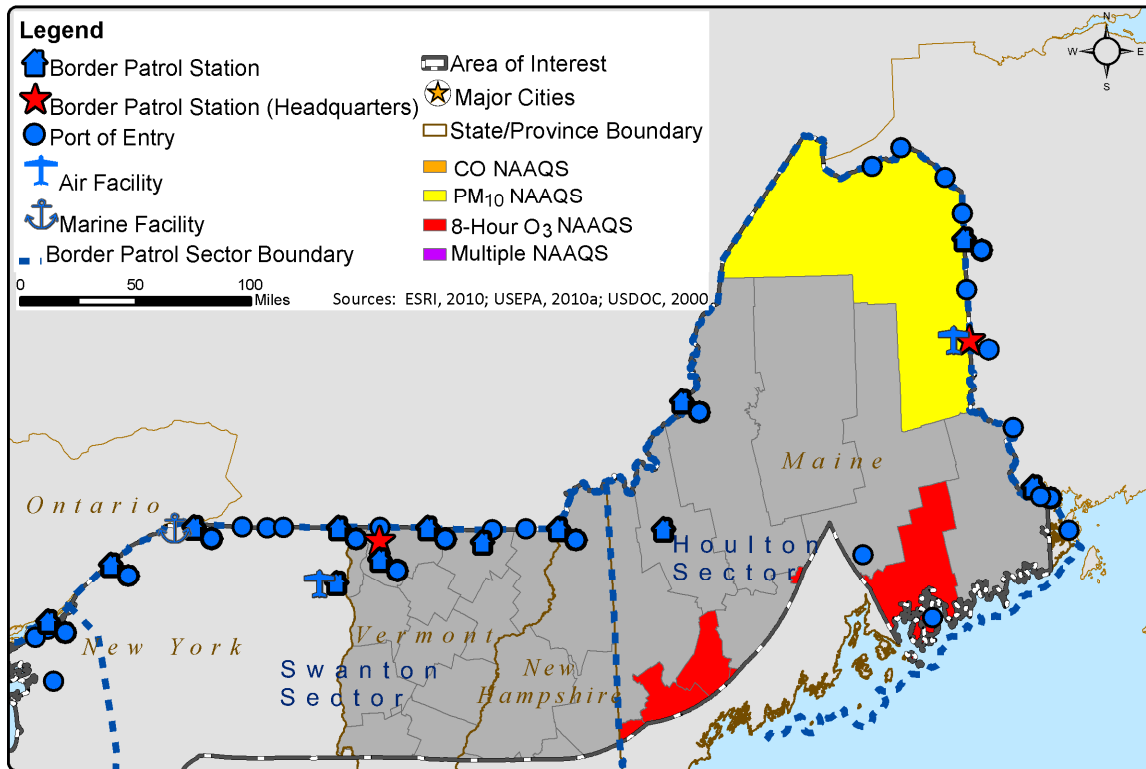 Legend
Border Patrol Station
Border Patrol Station (Headquarters)
Port of Entry
Air Facility
Marine Facility
Border Patrol Sector Boundary
Area of Interest
Major Cities
State/Province Boundary
CO NAAQS
PM10 NAAQS
8-Hour O3 NAAQS
Multiple NAAQS
0 50 100
Miles
Sources: ESRI, 2010; USEPA, 2010a; USDOC, 2000
N
W E
S
Maine
Ontario
Houlton
Sector
New York
Vermont
Swanton
Sector
New
Hampshire